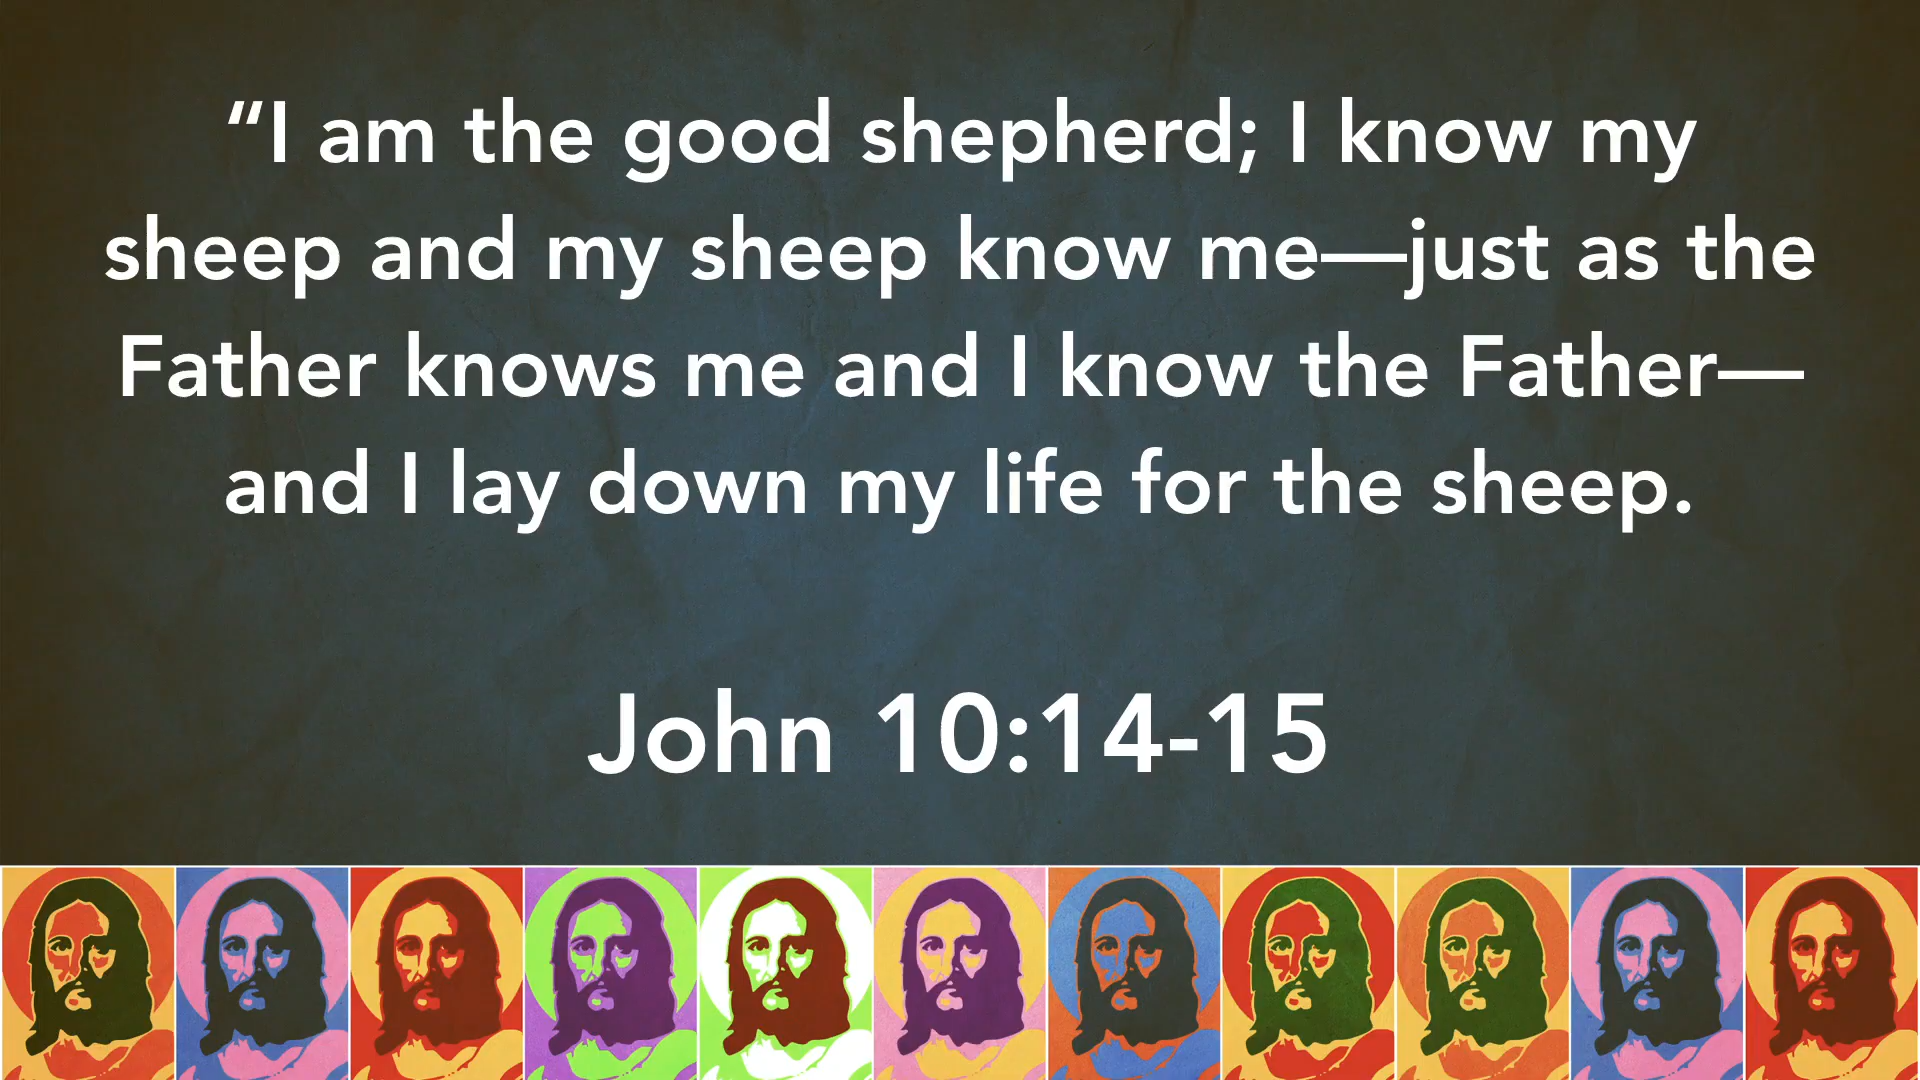 “I am the good shepherd; I know my
sheep and my sheep know me—just as the
Father knows me and I know the Father—
and I lay down my life for the sheep.
John 10:14-15